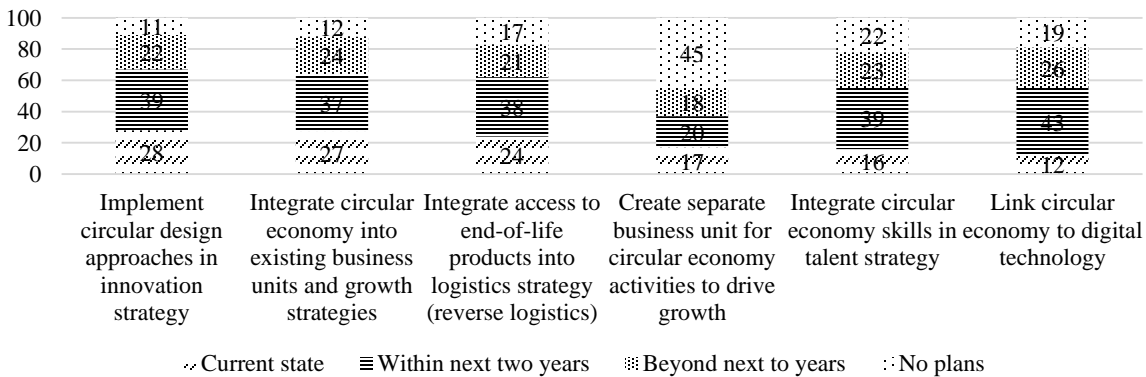 100
80
60
40
20
0
11
22
39
28
12
24
37
27
17
21
38
24
45
18
20
17
22
23
39
16
19
26
43
12
Implement
circular design
approaches in
innovation
strategy
Integrate circular
economy into
existing business
units and growth
strategies
Integrate access to
end-of-life
products into
logistics strategy
(reverse logistics)
Create separate
business unit for
circular economy
activities to drive
growth
Integrate circular
economy skills in
talent strategy
Link circular
economy to digital
technology
Current state Within next two years Beyond next to years No plans